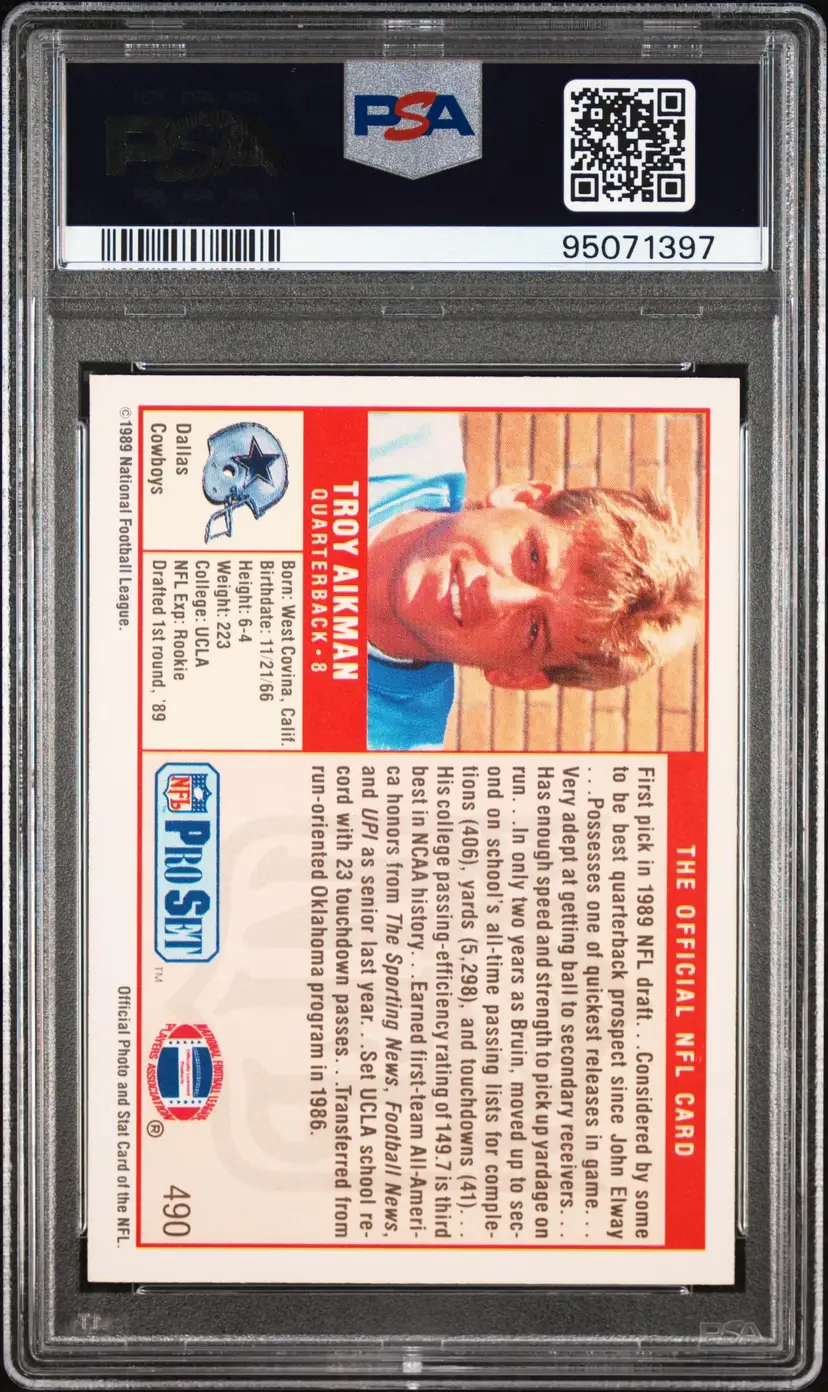 PSA
PSA
95071397
THE OFFICIAL NFL CARD
TROY AIKMAN
QUARTERBACK • 8
Dallas
Cowboys
Born: West Covina, Calif.
Birthdate: 11/21/66
Height: 6-4
Weight: 223
College: UCLA
NFL Exp: Rookie
Drafted 1st round, '89
First pick in 1989 NFL draft. . .Considered by some
to be best quarterback prospect since John Elway
. . .Possesses one of quickest releases in game. . .
Very adept at getting ball to secondary receivers. . .
Has enough speed and strength to pick up yardage on
run. . .In only two years as Bruin, moved up to sec-
ond on school's all-time passing lists for comple-
tions (406), yards (5,298), and touchdowns (41). . .
His college passing-efficiency rating of 149.7 is third
best in NCAA history. . .Earned first-team All-Ameri-
ca honors from The Sporting News, Football News,
and UPI as senior last year. . .Set UCLA school re-
cord with 23 touchdown passes. . .Transferred from
run-oriented Oklahoma program in 1986.
NFL PRO SET TM
NATIONAL FOOTBALL LEAGUE
PLAYERS ASSOCIATION ®
490
©1989 National Football League.
Official Photo and Stat Card of the NFL.
PSA